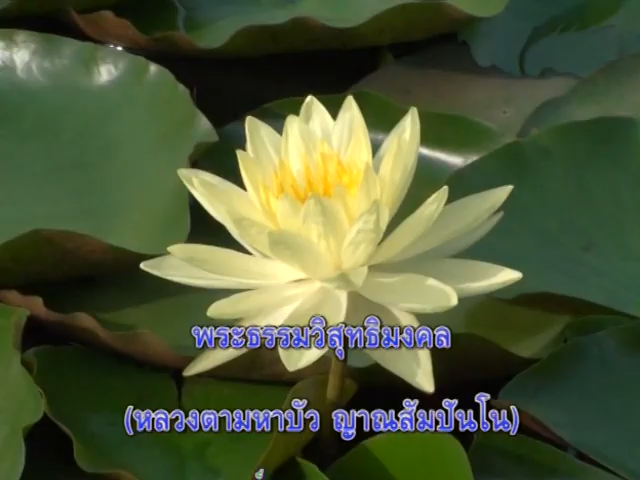 พระธรรมวิสุทธิมงคล
(หลวงตามหาบัว ญาณสัมปันโน)